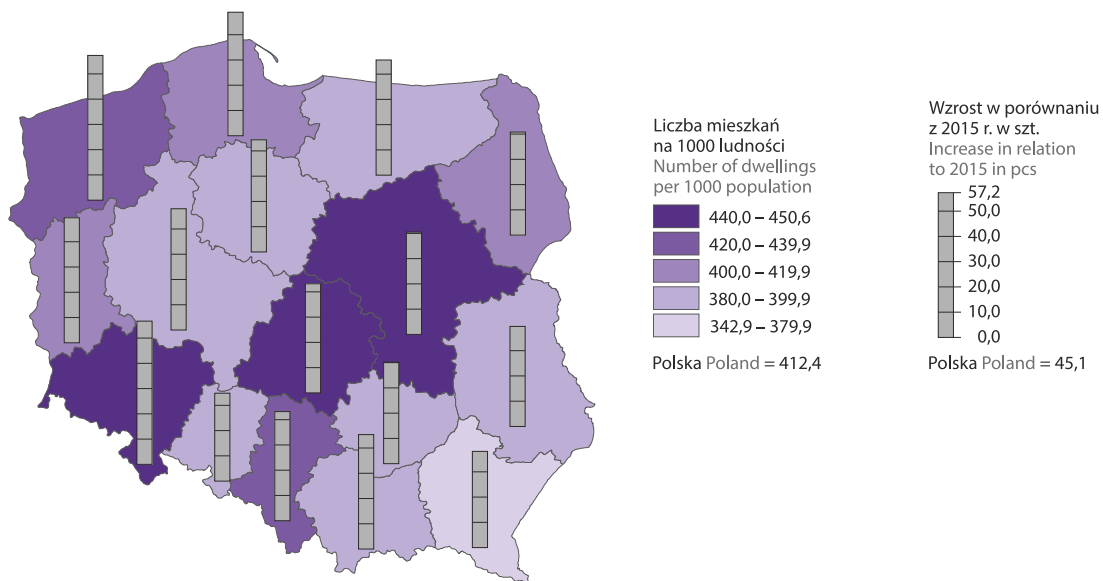 Liczba mieszkań
na 1000 ludności
Number of dwellings
per 1000 population
440,0 – 450,6
420,0 – 439,9
400,0 – 419,9
380,0 – 399,9
342,9 – 379,9
Polska Poland = 412,4
Wzrost w porównaniu
z 2015 r. w szt.
Increase in relation
to 2015 in pcs
57,2
50,0
40,0
30,0
20,0
10,0
0,0
Polska Poland = 45,1